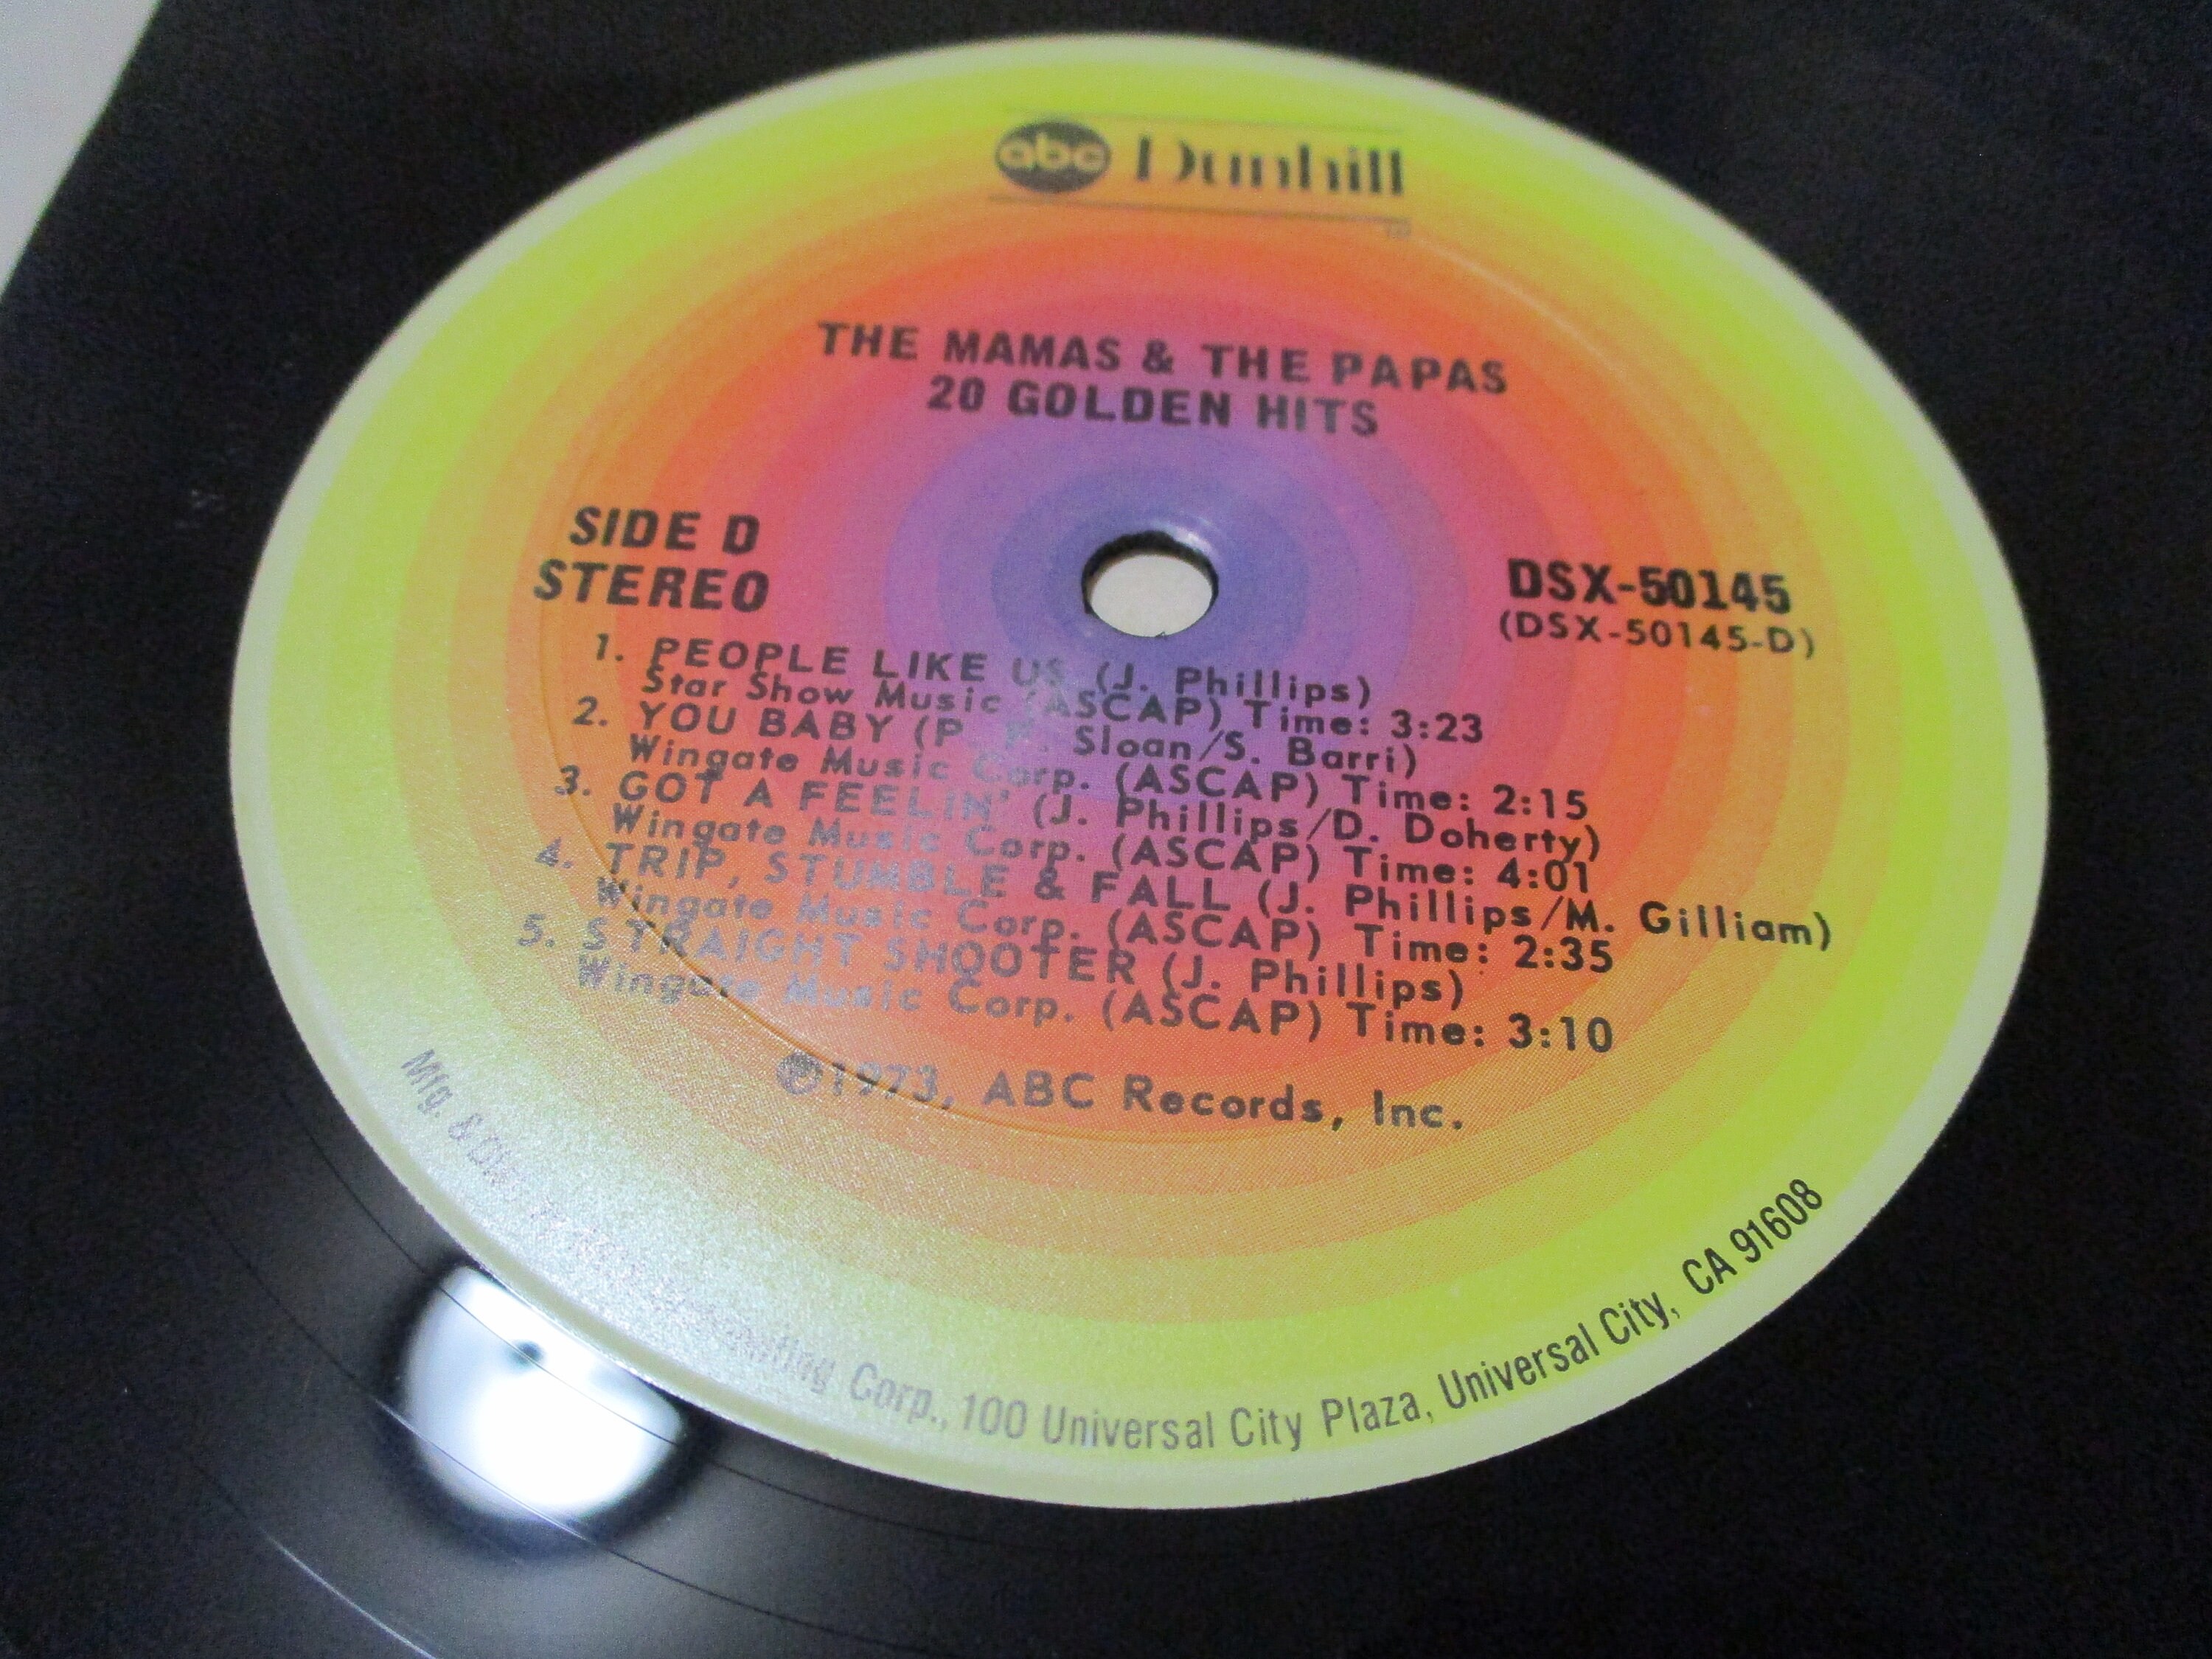 abc Dunhill
THE MAMAS & THE PAPAS
20 GOLDEN HITS
SIDE D
STEREO
DSX-50145
(DSX-50145-D)
1. PEOPLE LIKE US (J. Phillips)
Star Show Music (ASCAP) Time: 3:23
2. YOU BABY (P. F. Sloan/S. Barri)
Wingate Music Corp. (ASCAP) Time: 2:15
3. GOT A FEELIN' (J. Phillips/D. Doherty)
Wingate Music Corp. (ASCAP) Time: 4:01
4. TRIP, STUMBLE & FALL (J. Phillips/M. Gilliam)
Wingate Music Corp. (ASCAP) Time: 2:35
5. STRAIGHT SHOOTER (J. Phillips)
Wingate Music Corp. (ASCAP) Time: 3:10
℗1973, ABC Records, Inc.
Mfg. & Dist. Corp., 100 Universal City Plaza, Universal City, CA 91608